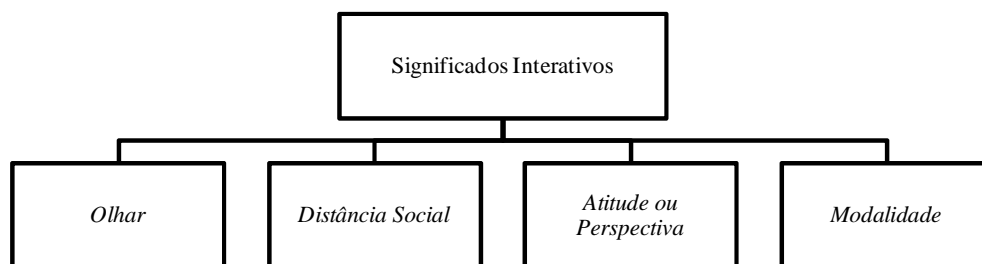 Significados Interativos
Olhar
Distância Social
Atitude ou
Perspectiva
Modalidade